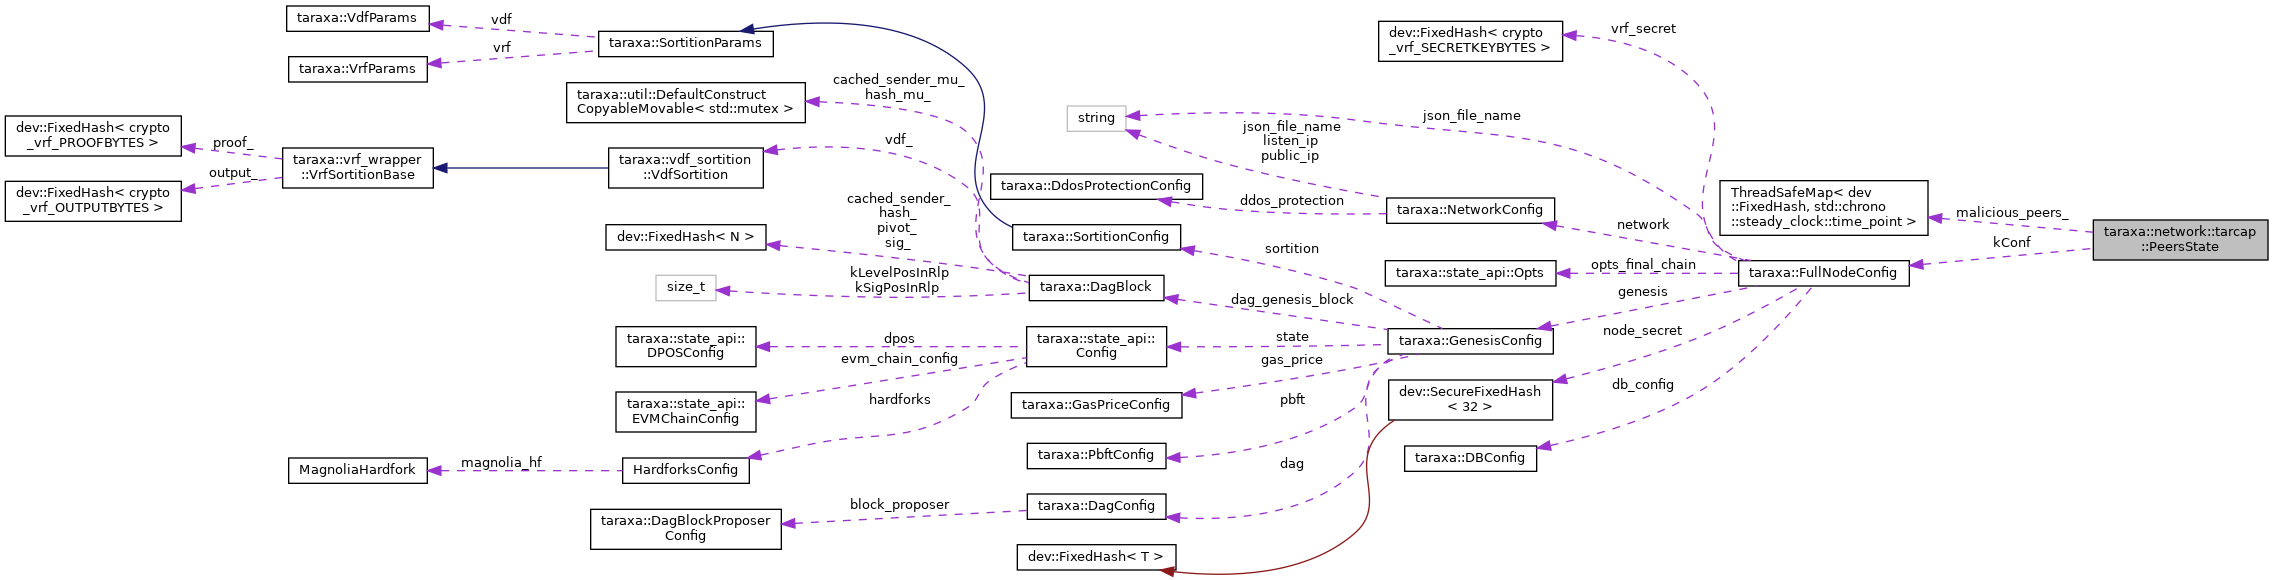 taraxa::VdfParams
vdf
taraxa::SortitionParams
vrf
taraxa::VrfParams
taraxa::util::DefaultConstruct
CopyableMovable< std::mutex >
cached_sender_mu_
hash_mu_
dev::FixedHash< crypto
_vrf_PROOFBYTES >
proof_
dev::FixedHash< crypto
_vrf_OUTPUTBYTES >
output_
taraxa::vrf_wrapper
::VrfSortitionBase
taraxa::vdf_sortition
::VdfSortition
vdf_
dev::FixedHash< N >
cached_sender_
hash_
pivot_
sig_
size_t
kLevelPosInRlp
kSigPosInRlp
taraxa::state_api::
DPOSConfig
dpos
taraxa::state_api::
EVMChainConfig
evm_chain_config
hardforks
MagnoliaHardfork
magnolia_hf
HardforksConfig
taraxa::DagBlockProposer
Config
block_proposer
dev::FixedHash< crypto
_vrf_SECRETKEYBYTES >
vrf_secret
string
json_file_name
json_file_name
listen_ip
public_ip
taraxa::DdosProtectionConfig
ddos_protection
taraxa::NetworkConfig
network
taraxa::SortitionConfig
sortition
taraxa::state_api::Opts
opts_final_chain
taraxa::DagBlock
dag_genesis_block
genesis
taraxa::state_api::
Config
state
taraxa::GenesisConfig
node_secret
gas_price
taraxa::GasPriceConfig
pbft
dev::SecureFixedHash
< 32 >
db_config
taraxa::PbftConfig
dag
taraxa::DBConfig
taraxa::DagConfig
dev::FixedHash< T >
ThreadSafeMap< dev
::FixedHash, std::chrono
::steady_clock::time_point >
malicious_peers_
kConf
taraxa::FullNodeConfig
taraxa::network::tarcap
::PeersState